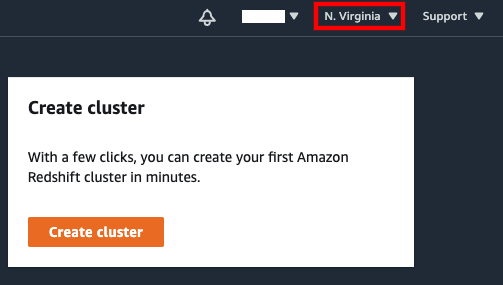 N. Virginia Support
Create cluster
With a few clicks, you can create your first Amazon
Redshift cluster in minutes.
Create cluster